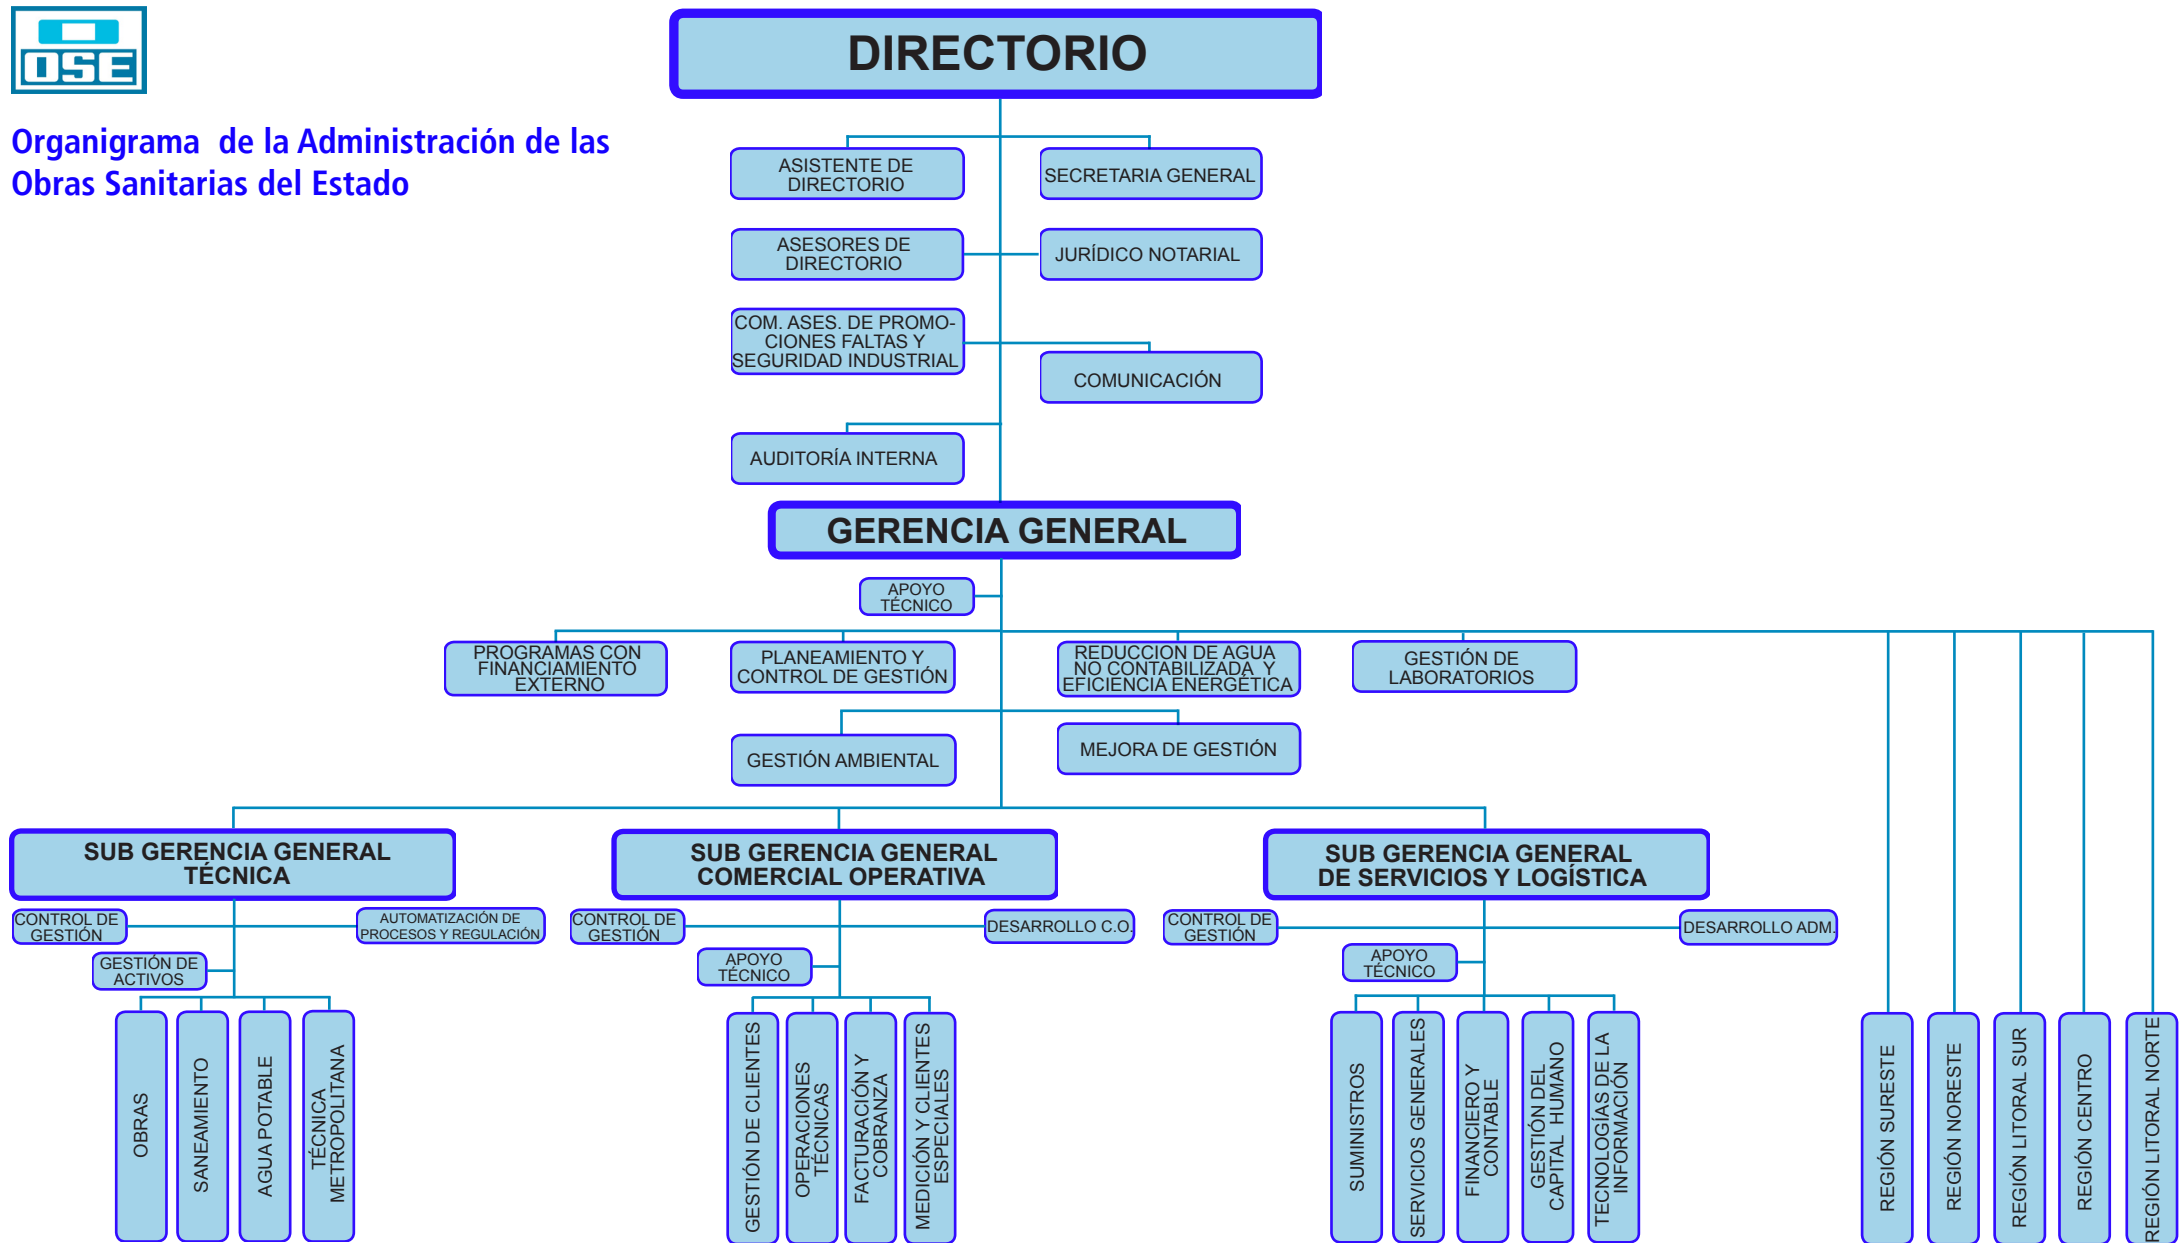 OSE
Organigrama de la Administración de las
Obras Sanitarias del Estado
DIRECTORIO
ASISTENTE DE
DIRECTORIO
SECRETARIA GENERAL
ASESORES DE
DIRECTORIO
JURÍDICO NOTARIAL
COM. ASES. DE PROMO-
CIONES FALTAS Y
SEGURIDAD INDUSTRIAL
COMUNICACIÓN
AUDITORÍA INTERNA
GERENCIA GENERAL
APOYO
TÉCNICO
PROGRAMAS CON
FINANCIAMIENTO
EXTERNO
PLANEAMIENTO Y
CONTROL DE GESTIÓN
REDUCCION DE AGUA
NO CONTABILIZADA Y
EFICIENCIA ENERGÉTICA
GESTIÓN DE
LABORATORIOS
GESTIÓN AMBIENTAL
MEJORA DE GESTIÓN
SUB GERENCIA GENERAL
TÉCNICA
SUB GERENCIA GENERAL
COMERCIAL OPERATIVA
SUB GERENCIA GENERAL
DE SERVICIOS Y LOGÍSTICA
CONTROL DE
GESTIÓN
AUTOMATIZACIÓN DE
PROCESOS Y REGULACIÓN
GESTIÓN DE
ACTIVOS
CONTROL DE
GESTIÓN
DESARROLLO C.O.
APOYO
TÉCNICO
CONTROL DE
GESTIÓN
DESARROLLO ADM.
APOYO
TÉCNICO
OBRAS
SANEAMIENTO
AGUA POTABLE
TÉCNICA
METROPOLITANA
GESTIÓN DE CLIENTES
OPERACIONES
TÉCNICAS
FACTURACIÓN Y
COBRANZA
MEDICIÓN Y CLIENTES
ESPECIALES
SUMINISTROS
SERVICIOS GENERALES
FINANCIERO Y
CONTABLE
GESTIÓN DEL
CAPITAL HUMANO
TECNOLOGÍAS DE LA
INFORMACIÓN
REGIÓN SURESTE
REGIÓN NORESTE
REGIÓN LITORAL SUR
REGIÓN CENTRO
REGIÓN LITORAL NORTE